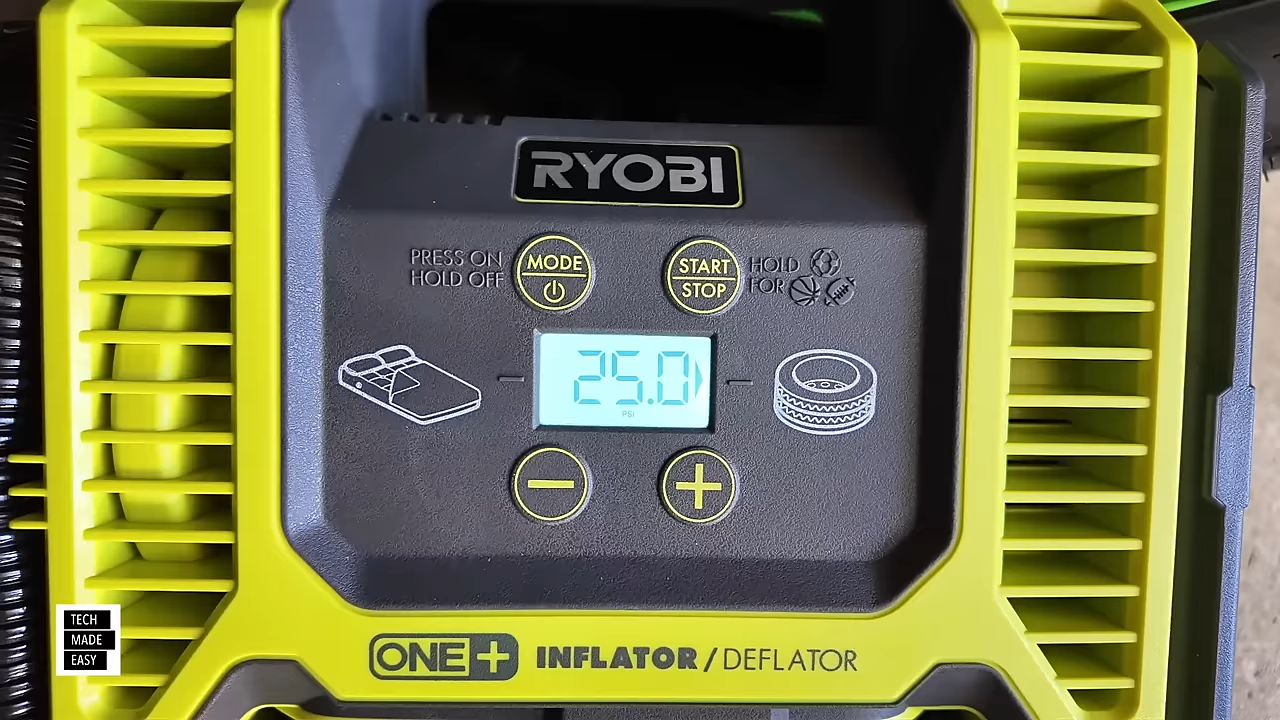 RYOBI
PRESS ON
HOLD OFF
MODE
START
STOP
HOLD
FOR
25.0
PSI
ONE+ INFLATOR/DEFLATOR
TECH
MADE
EASY